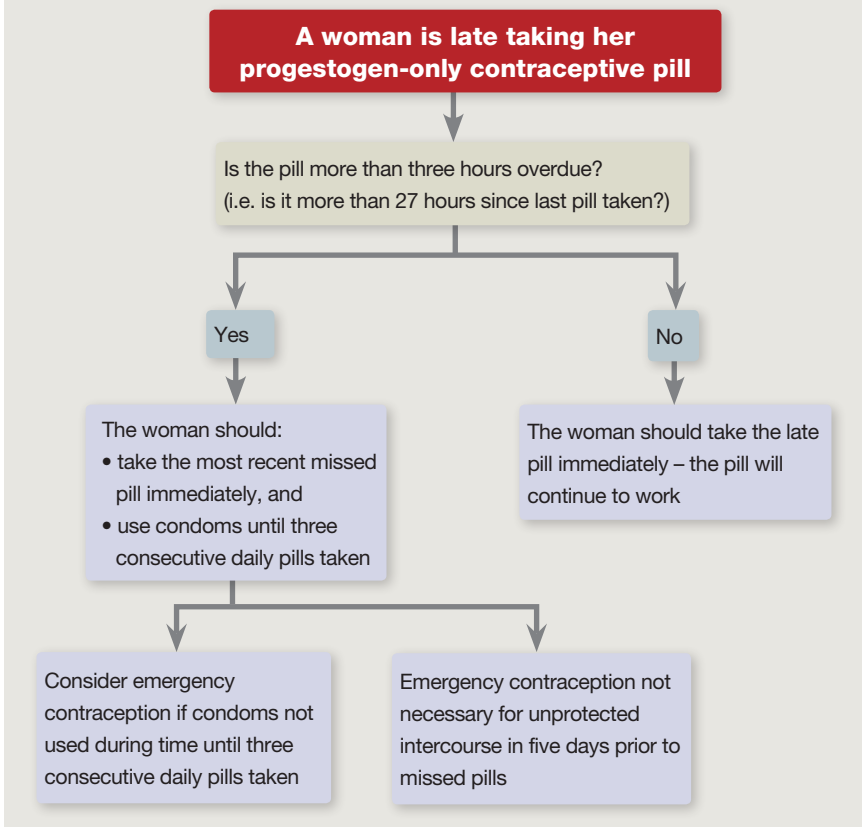 A woman is late taking her
progestogen-only contraceptive pill
Is the pill more than three hours overdue?
(i.e. is it more than 27 hours since last pill taken?)
Yes
No
The woman should:
• take the most recent missed
pill immediately, and
• use condoms until three
consecutive daily pills taken
The woman should take the late
pill immediately – the pill will
continue to work
Consider emergency
contraception if condoms not
used during time until three
consecutive daily pills taken
Emergency contraception not
necessary for unprotected
intercourse in five days prior to
missed pills